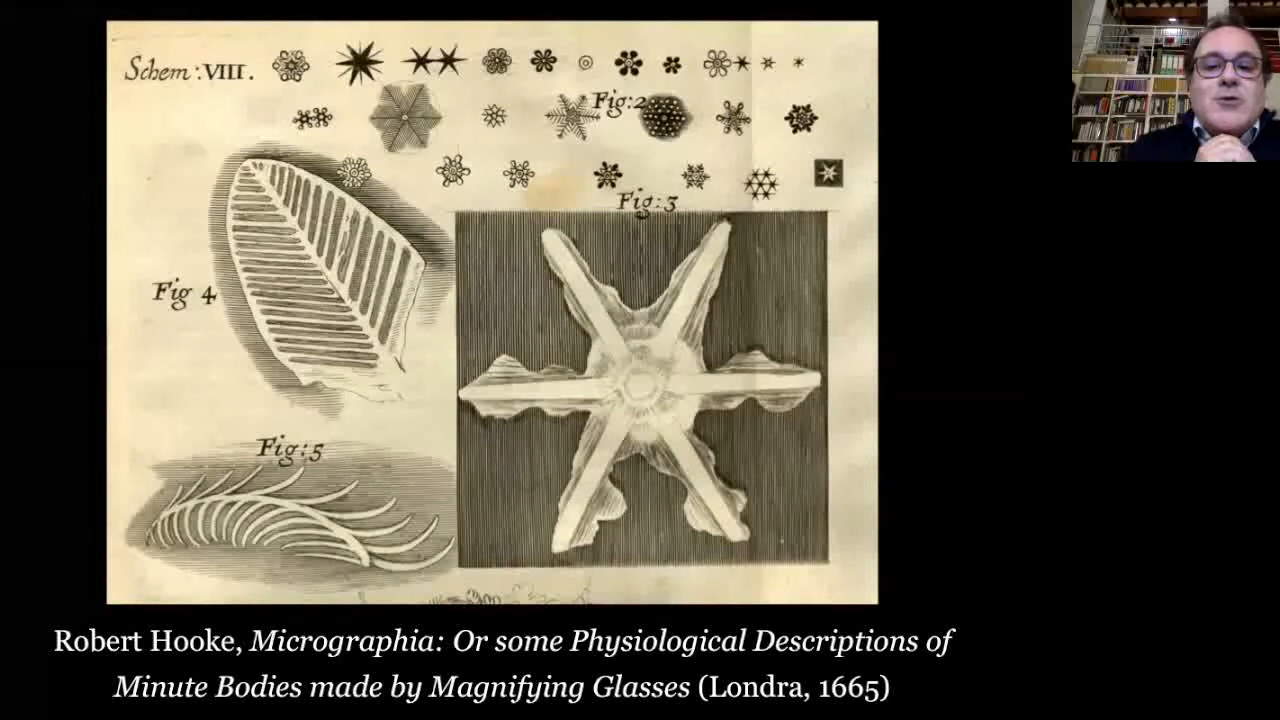 Schem: VIII.
Fig:2
Fig:3
Fig 4
Fig:5
Robert Hooke, Micrographia: Or some Physiological Descriptions of
Minute Bodies made by Magnifying Glasses (Londra, 1665)